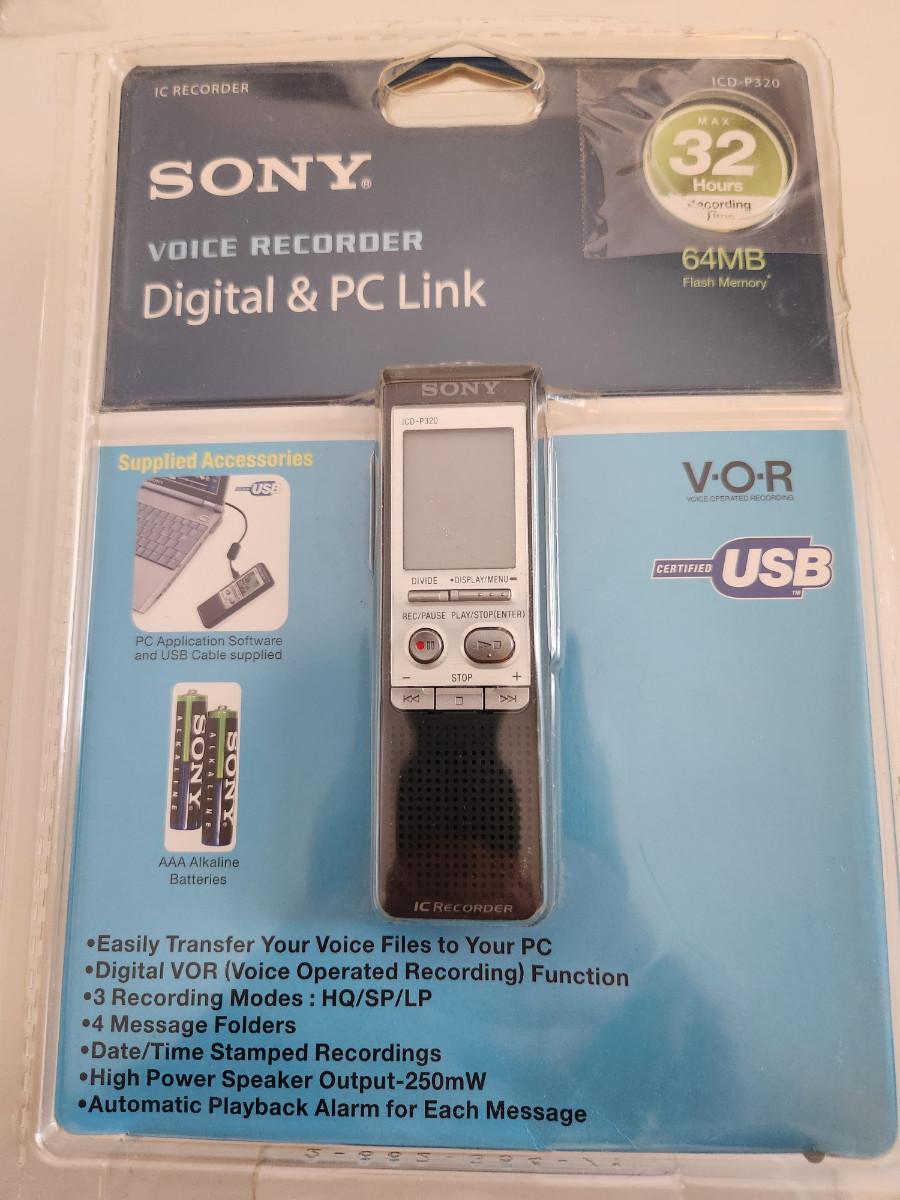 IC RECORDER
ICD-P320
SONY®
MAX
32
Hours
Recording
Time
VOICE RECORDER
Digital & PC Link
64MB
Flash Memory*
SONY
ICD-P320
Supplied Accessories
USB
V·O·R
VOICE OPERATED RECORDING
CERTIFIED USB™
DIVIDE •DISPLAY/MENU
REC/PAUSE PLAY/STOP(ENTER)
− STOP +
PC Application Software
and USB Cable supplied
SONY
ALKALINE
SONY
ALKALINE
AAA Alkaline
Batteries
IC RECORDER
•Easily Transfer Your Voice Files to Your PC
•Digital VOR (Voice Operated Recording) Function
•3 Recording Modes : HQ/SP/LP
•4 Message Folders
•Date/Time Stamped Recordings
•High Power Speaker Output-250mW
•Automatic Playback Alarm for Each Message